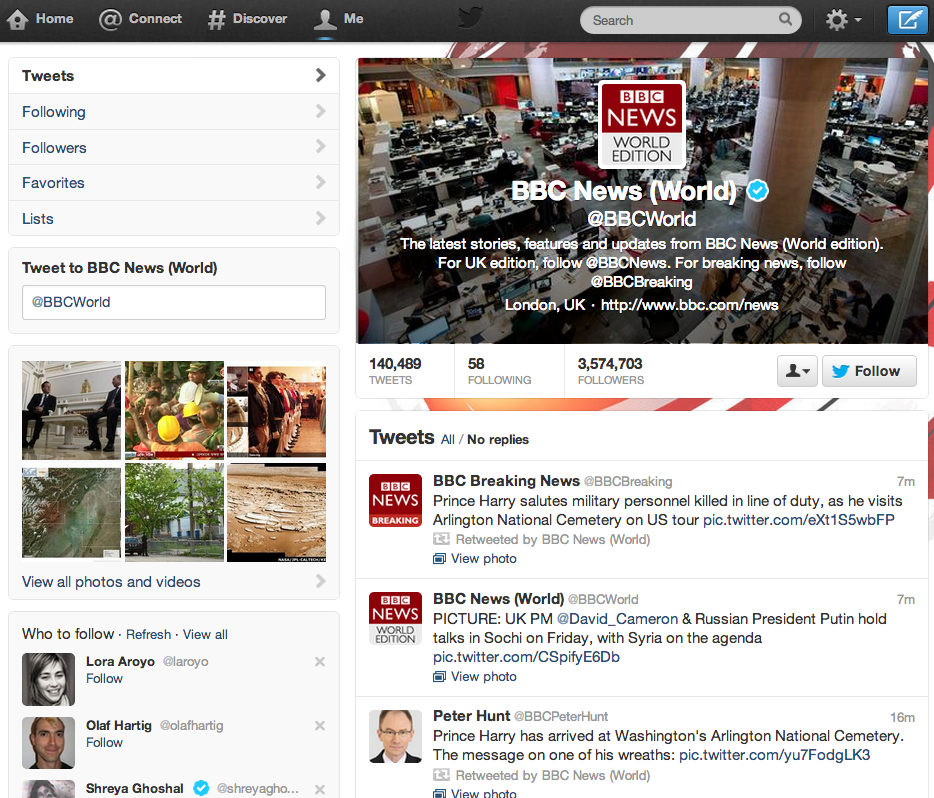 Home
Connect
Discover
Me
Search
Tweets
Following
Followers
Favorites
Lists
Tweet to BBC News (World)
@BBCWorld
View all photos and videos
Who to follow · Refresh · View all
Lora Aroyo @laroyo
Follow
Olaf Hartig @olafhartig
Follow
Shreya Ghoshal @shreyagho...
BBC
NEWS
WORLD
EDITION
BBC News (World)
@BBCWorld
The latest stories, features and updates from BBC News (World edition).
For UK edition, follow @BBCNews. For breaking news, follow
@BBCBreaking
London, UK · http://www.bbc.com/news
140,489
TWEETS
58
FOLLOWING
3,574,703
FOLLOWERS
Follow
Tweets All / No replies
BBC
NEWS
BREAKING
BBC Breaking News @BBCBreaking 7m
Prince Harry salutes military personnel killed in line of duty, as he visits
Arlington National Cemetery on US tour pic.twitter.com/eXt1S5wbFP
Retweeted by BBC News (World)
View photo
BBC
NEWS
WORLD
EDITION
BBC News (World) @BBCWorld 7m
PICTURE: UK PM @David_Cameron & Russian President Putin hold
talks in Sochi on Friday, with Syria on the agenda
pic.twitter.com/CSpifyE6Db
View photo
Peter Hunt @BBCPeterHunt 16m
Prince Harry has arrived at Washington's Arlington National Cemetery.
The message on one of his wreaths: pic.twitter.com/yu7FodgLK3
Retweeted by BBC News (World)
View photo